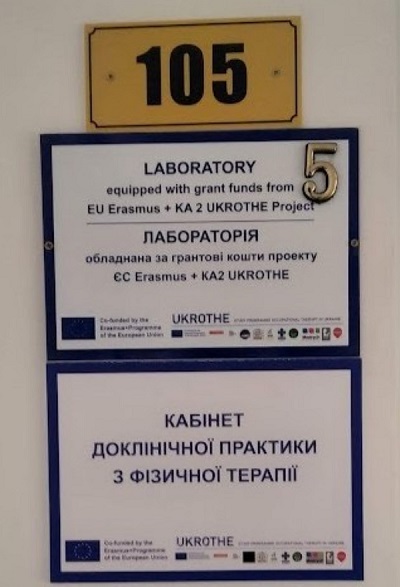 105
5
LABORATORY
equipped with grant funds from
EU Erasmus + KA 2 UKROTHE Project
ЛАБОРАТОРІЯ
обладнана за грантові кошти проекту
ЄС Erasmus + КА2 UKROTHE
Co-funded by the
Erasmus+Programme
of the European Union
UKROTHE
КАБІНЕТ
ДОКЛІНІЧНОЇ ПРАКТИКИ
З ФІЗИЧНОЇ ТЕРАПІЇ
Co-funded by the
Erasmus+Programme
of the European Union
UKROTHE